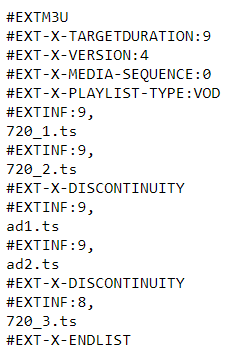 #EXTM3U
#EXT-X-TARGETDURATION:9
#EXT-X-VERSION:4
#EXT-X-MEDIA-SEQUENCE:0
#EXT-X-PLAYLIST-TYPE:VOD
#EXTINF:9,
720_1.ts
#EXTINF:9,
720_2.ts
#EXT-X-DISCONTINUITY
#EXTINF:9,
ad1.ts
#EXTINF:9,
ad2.ts
#EXT-X-DISCONTINUITY
#EXTINF:8,
720_3.ts
#EXT-X-ENDLIST